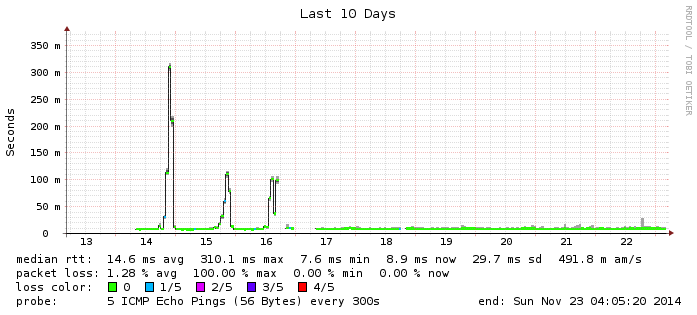 Last 10 Days
RRDTOOL / TOBI OETIKER
Seconds
350 m
300 m
250 m
200 m
150 m
100 m
50 m
0
13 14 15 16 17 18 19 20 21 22
median rtt: 14.6 ms avg 310.1 ms max 7.6 ms min 8.9 ms now 29.7 ms sd 491.8 m am/s
packet loss: 1.28 % avg 100.00 % max 0.00 % min 0.00 % now
loss color: 0 1/5 2/5 3/5 4/5
probe: 5 ICMP Echo Pings (56 Bytes) every 300s end: Sun Nov 23 04:05:20 2014